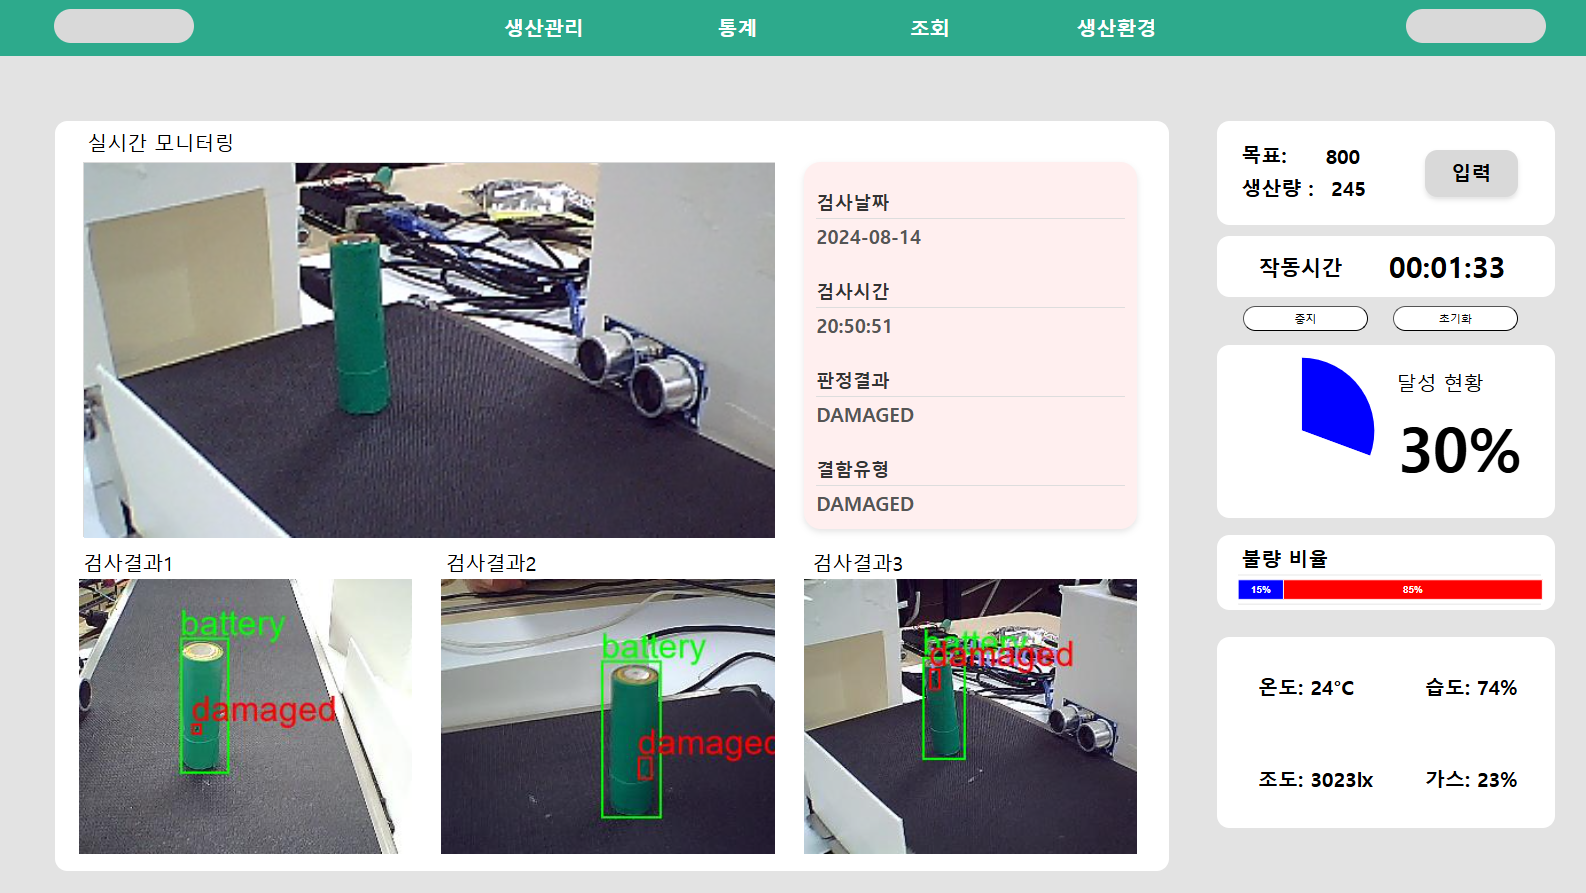 생산관리 통계 조회 생산환경
실시간 모니터링
검사날짜
2024-08-14
검사시간
20:50:51
판정결과
DAMAGED
결함유형
DAMAGED
검사결과1
battery
damaged
검사결과2
battery
damaged
검사결과3
battery
damaged
목표: 800
생산량 : 245
입력
작동시간 00:01:33
중지 초기화
달성 현황
30%
불량 비율
15% 85%
온도: 24°C 습도: 74%
조도: 3023lx 가스: 23%